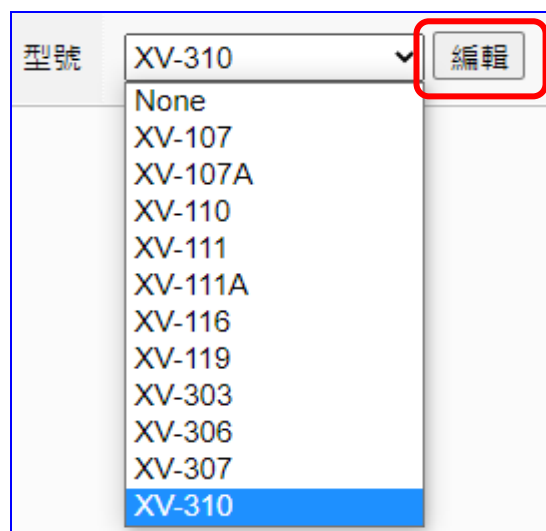 型號 XV-310 編輯
None
XV-107
XV-107A
XV-110
XV-111
XV-111A
XV-116
XV-119
XV-303
XV-306
XV-307
XV-310